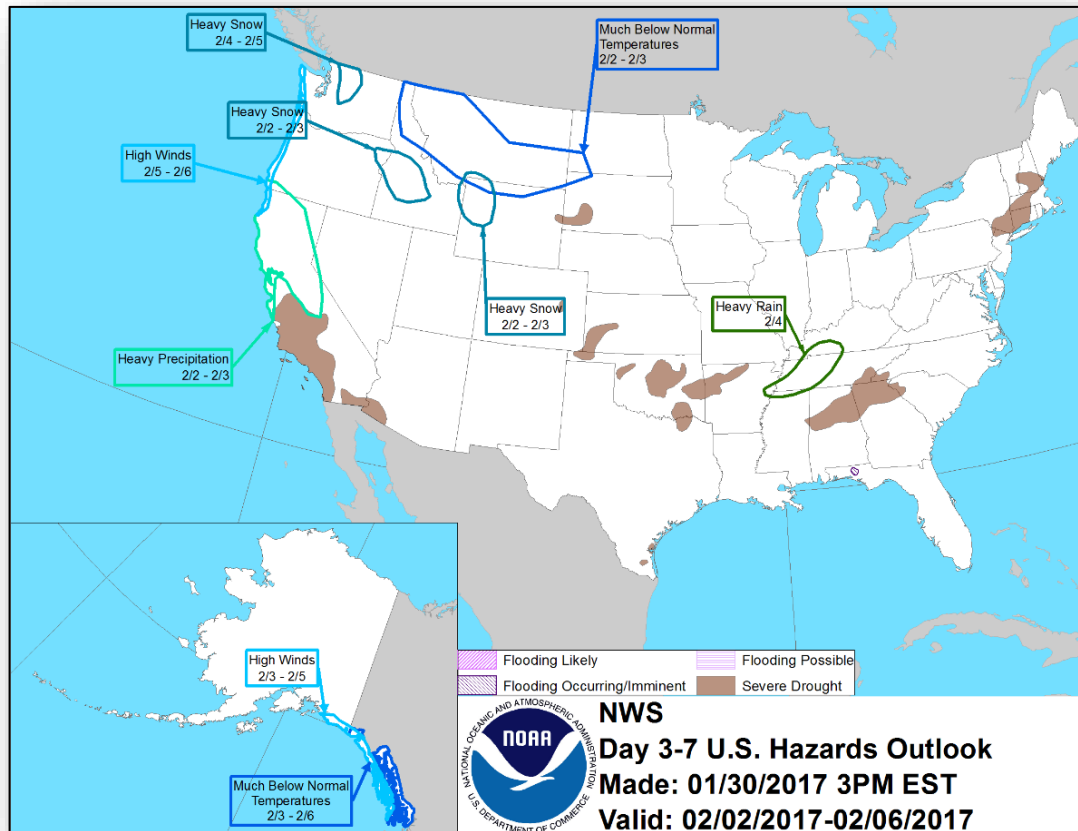 Heavy Snow
2/4 - 2/5
Much Below Normal
Temperatures
2/2 - 2/3
Heavy Snow
2/2 - 2/3
High Winds
2/5 - 2/6
Heavy Snow
2/2 - 2/3
Heavy Rain
2/4
Heavy Precipitation
2/2 - 2/3
High Winds
2/3 - 2/5
Much Below Normal
Temperatures
2/3 - 2/6
Flooding Likely
Flooding Possible
Flooding Occurring/Imminent
Severe Drought
NATIONAL OCEANIC AND ATMOSPHERIC ADMINISTRATION
NOAA
U.S. DEPARTMENT OF COMMERCE
NWS
Day 3-7 U.S. Hazards Outlook
Made: 01/30/2017 3PM EST
Valid: 02/02/2017-02/06/2017